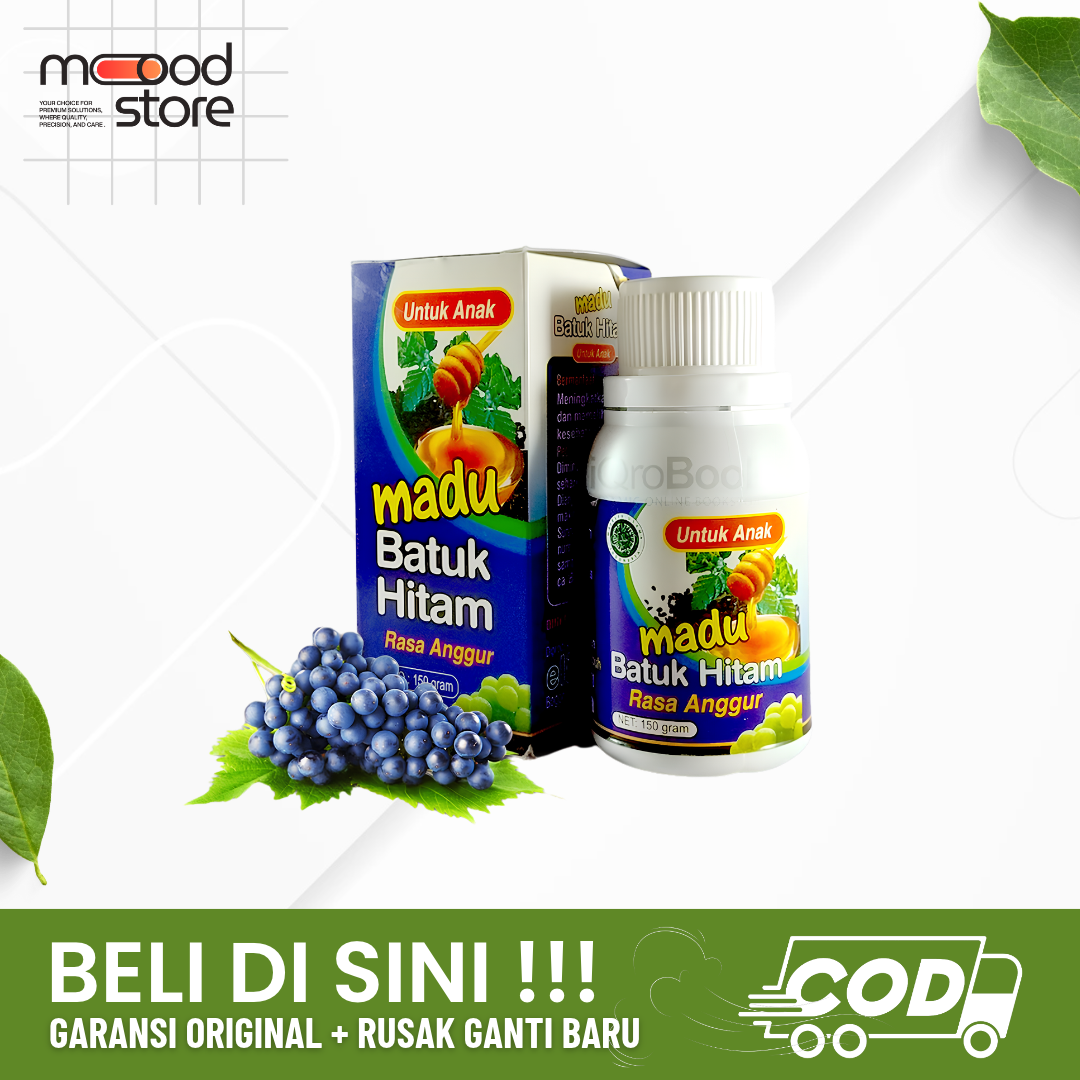 mood
store
YOUR CHOICE FOR
PREMIUM SOLUTIONS,
WHERE QUALITY,
PRECISION, AND CARE.
Untuk Anak
madu
Batuk
Hitam
Rasa Anggur
150 gram
madu
Batuk
Untuk Anak
Untuk Anak
madu
Batuk Hitam
Rasa Anggur
NET: 150 gram
BELI DI SINI !!!
GARANSI ORIGINAL + RUSAK GANTI BARU
COD